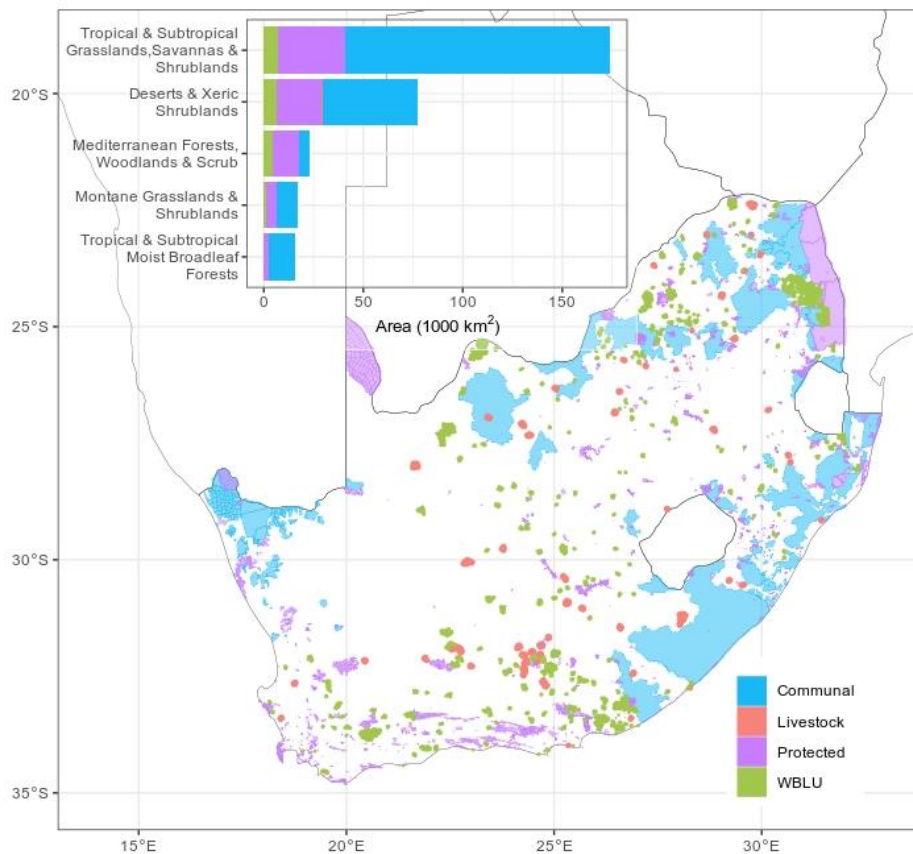 Tropical & Subtropical
Grasslands,Savannas &
Shrublands
Deserts & Xeric
Shrublands
Mediterranean Forests,
Woodlands & Scrub
Montane Grasslands &
Shrublands
Tropical & Subtropical
Moist Broadleaf
Forests
0 50 100 150
Area (1000 km²)
20°S
25°S
30°S
35°S
Communal
Livestock
Protected
WBLU
15°E 20°E 25°E 30°E